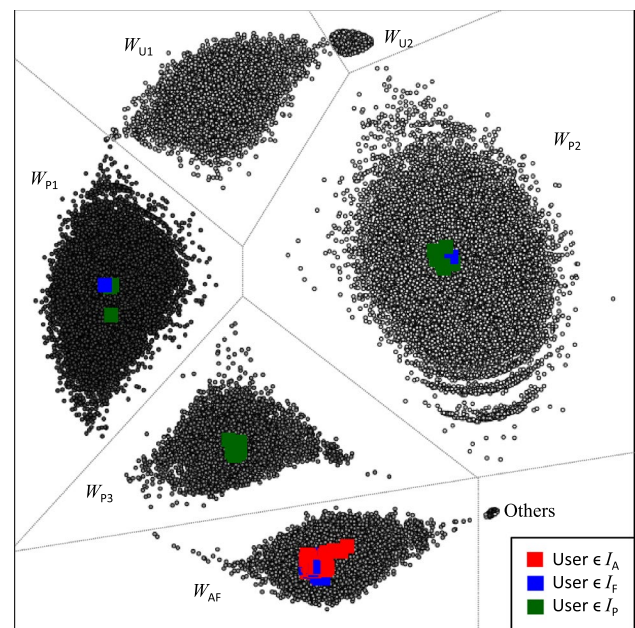 W_U1
W_U2
W_P1
W_P2
W_P3
Others
W_AF
User ϵ I_A
User ϵ I_F
User ϵ I_P